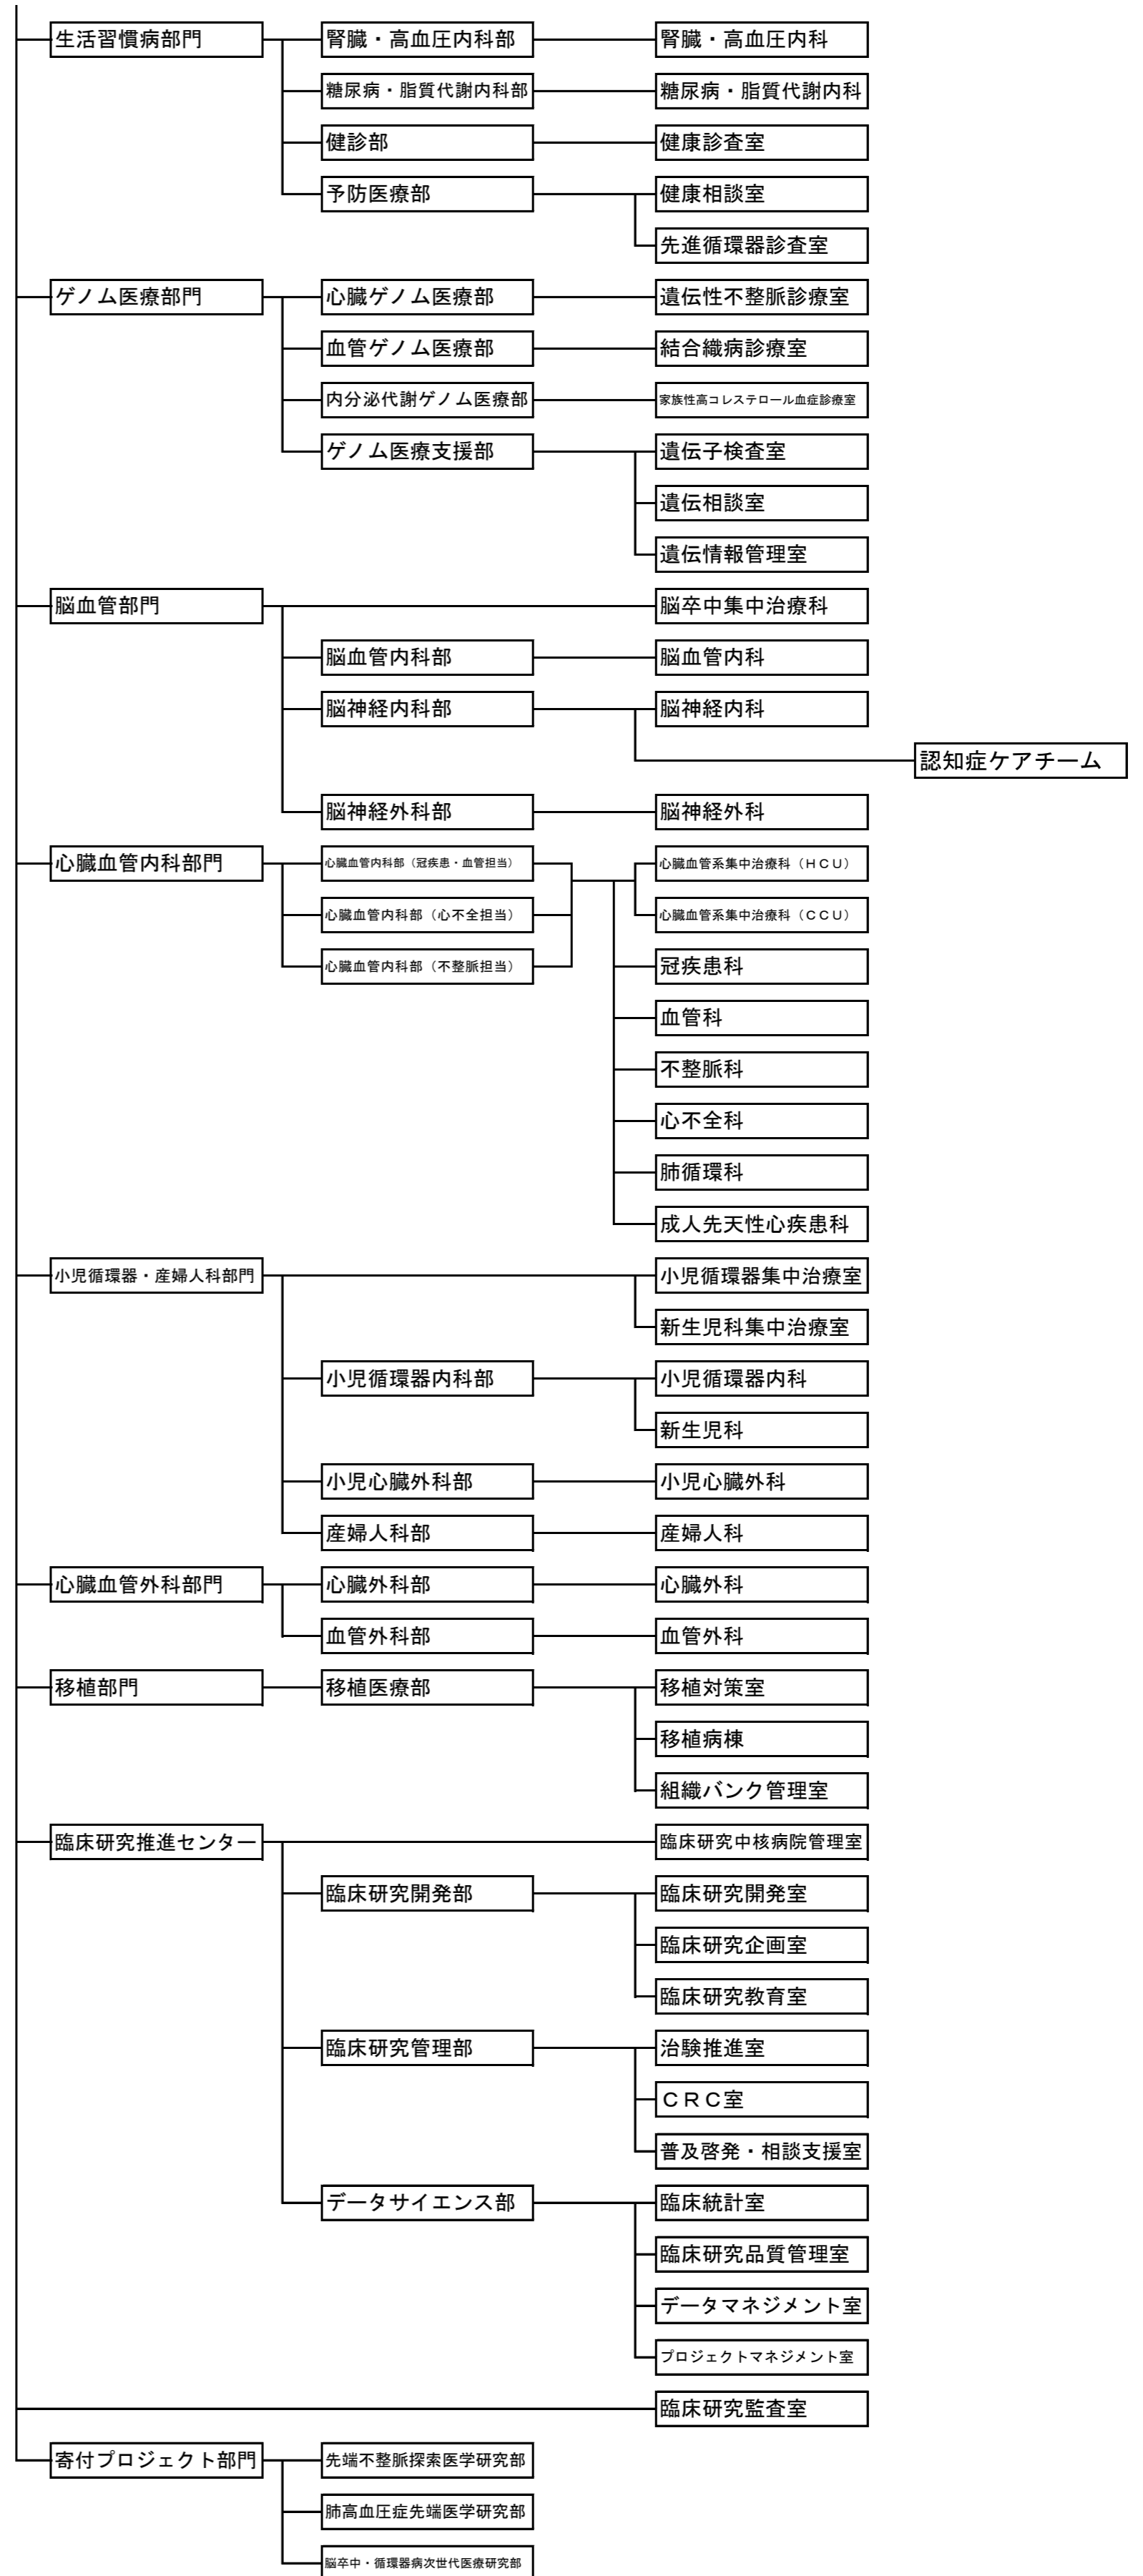 生活習慣病部門
腎臓・高血圧内科部
腎臓・高血圧内科
糖尿病・脂質代謝内科部
糖尿病・脂質代謝内科
健診部
健康診査室
予防医療部
健康相談室
先進循環器診査室
ゲノム医療部門
心臓ゲノム医療部
遺伝性不整脈診療室
血管ゲノム医療部
結合織病診療室
内分泌代謝ゲノム医療部
家族性高コレステロール血症診療室
ゲノム医療支援部
遺伝子検査室
遺伝相談室
遺伝情報管理室
脳血管部門
脳卒中集中治療科
脳血管内科部
脳血管内科
脳神経内科部
脳神経内科
認知症ケアチーム
脳神経外科部
脳神経外科
心臓血管内科部門
心臓血管内科部（冠疾患・血管担当）
心臓血管系集中治療科（ＨＣＵ）
心臓血管内科部（心不全担当）
心臓血管系集中治療科（ＣＣＵ）
心臓血管内科部（不整脈担当）
冠疾患科
血管科
不整脈科
心不全科
肺循環科
成人先天性心疾患科
小児循環器・産婦人科部門
小児循環器集中治療室
新生児科集中治療室
小児循環器内科部
小児循環器内科
新生児科
小児心臓外科部
小児心臓外科
産婦人科部
産婦人科
心臓血管外科部門
心臓外科部
心臓外科
血管外科部
血管外科
移植部門
移植医療部
移植対策室
移植病棟
組織バンク管理室
臨床研究推進センター
臨床研究中核病院管理室
臨床研究開発部
臨床研究開発室
臨床研究企画室
臨床研究教育室
臨床研究管理部
治験推進室
ＣＲＣ室
普及啓発・相談支援室
データサイエンス部
臨床統計室
臨床研究品質管理室
データマネジメント室
プロジェクトマネジメント室
臨床研究監査室
寄付プロジェクト部門
先端不整脈探索医学研究部
肺高血圧症先端医学研究部
脳卒中・循環器病次世代医療研究部